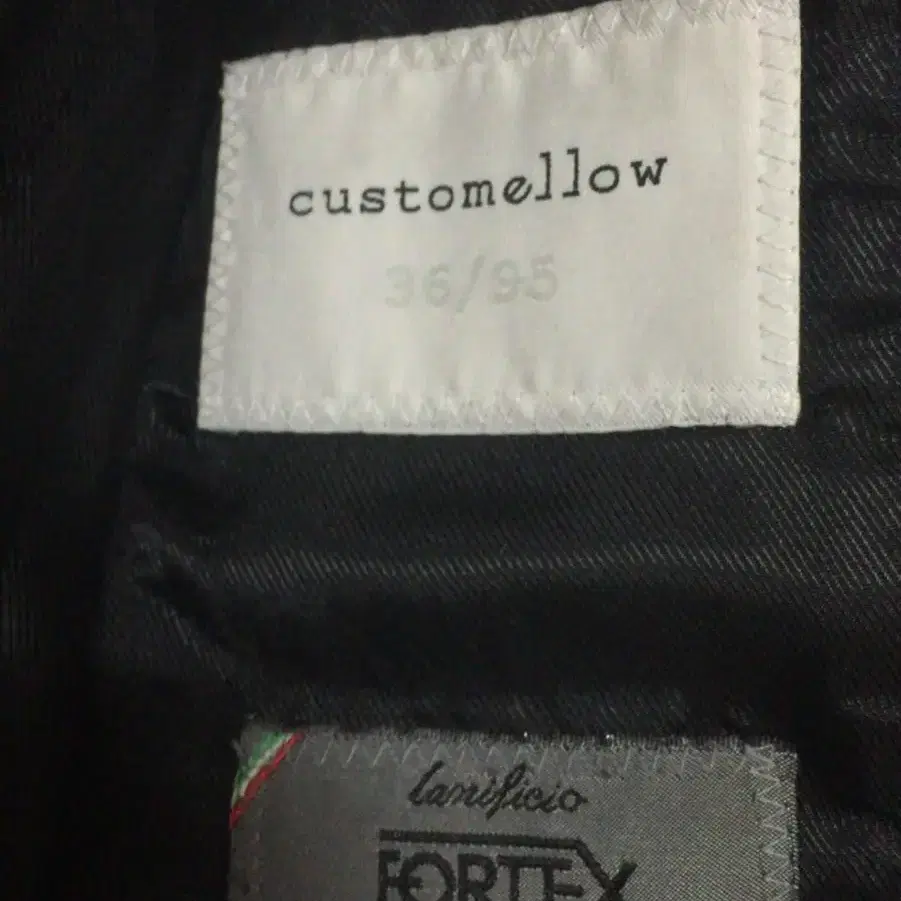 customellow
36/95
lanificio
FORTEX